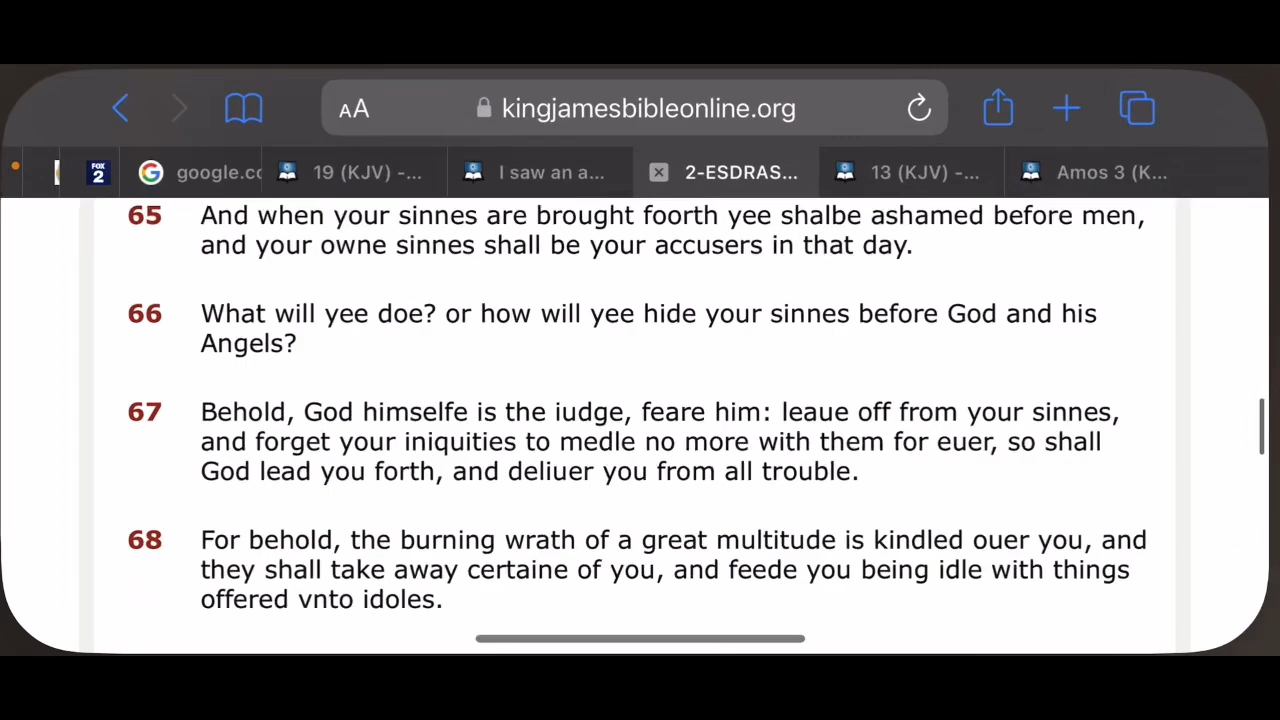 AA kingjamesbibleonline.org
FOX 2 google.cc 19 (KJV) -... I saw an a... 2-ESDRAS... 13 (KJV) -... Amos 3 (K...
65 And when your sinnes are brought foorth yee shalbe ashamed before men,
and your owne sinnes shall be your accusers in that day.
66 What will yee doe? or how will yee hide your sinnes before God and his
Angels?
67 Behold, God himselfe is the iudge, feare him: leaue off from your sinnes,
and forget your iniquities to medle no more with them for euer, so shall
God lead you forth, and deliuer you from all trouble.
68 For behold, the burning wrath of a great multitude is kindled ouer you, and
they shall take away certaine of you, and feede you being idle with things
offered vnto idoles.